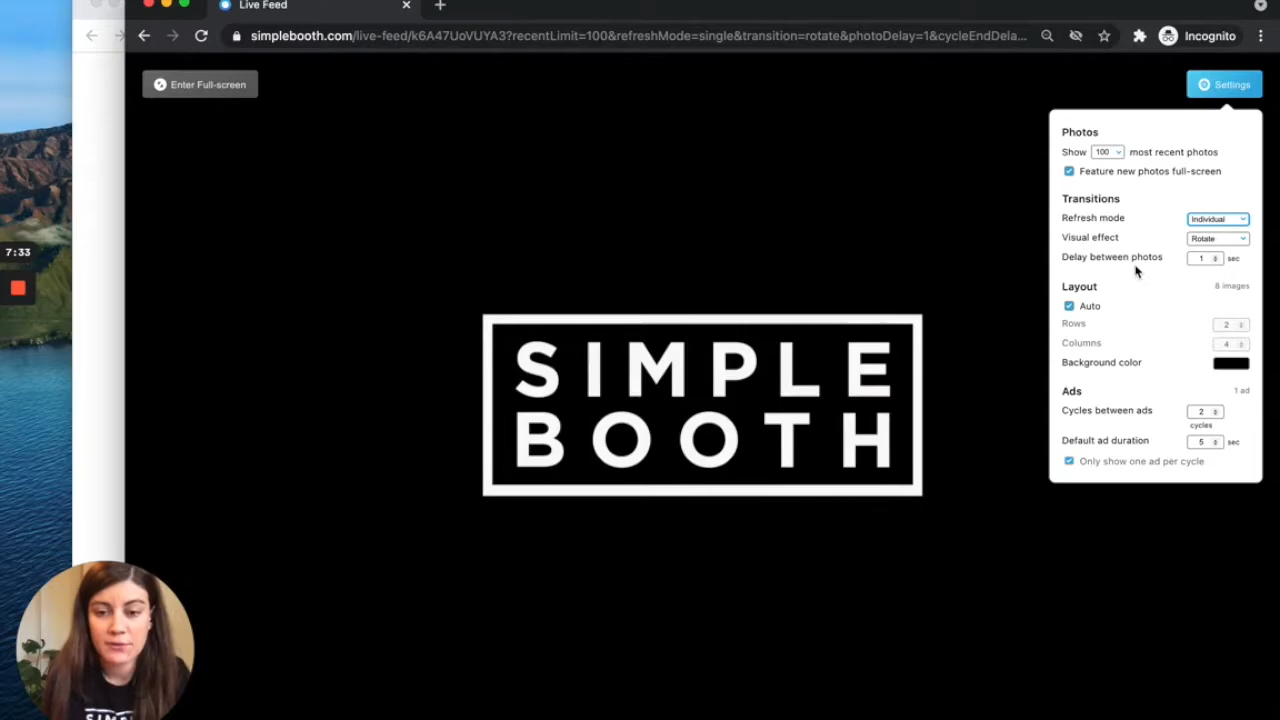 Live Feed
simplebooth.com/live-feed/k6A47UoVUYA3?recentLimit=100&refreshMode=single&transition=rotate&photoDelay=1&cycleEndDela...
Incognito
Enter Full-screen
Settings
Photos
Show 100 most recent photos
Feature new photos full-screen
Transitions
Refresh mode Individual
Visual effect Rotate
Delay between photos 1 sec
Layout 8 images
Auto
Rows 2
Columns 4
Background color
Ads 1 ad
Cycles between ads 2
cycles
Default ad duration 5 sec
Only show one ad per cycle
7:33
SIMPLE
BOOTH